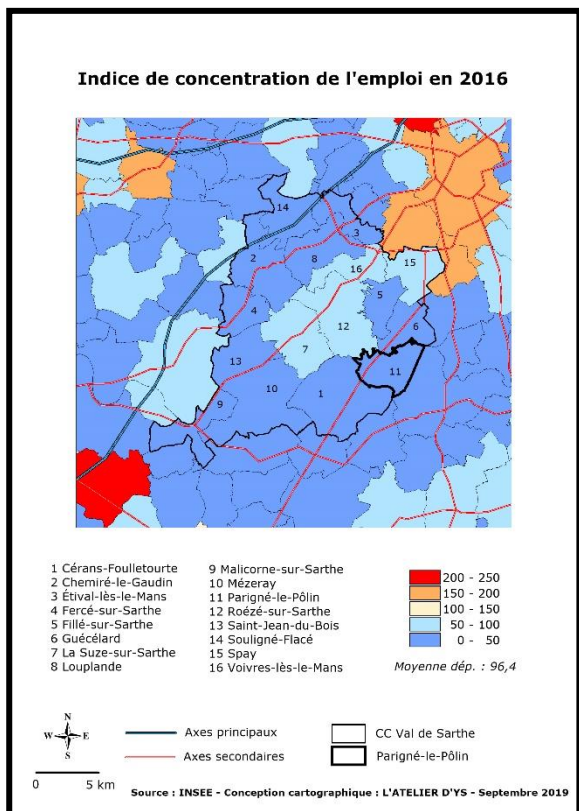 Indice de concentration de l'emploi en 2016
14
3
2
8
16
15
5
4
12
6
7
13
11
10
1
9
1 Cérans-Foulletourte
2 Chemiré-le-Gaudin
3 Étival-lès-le-Mans
4 Fercé-sur-Sarthe
5 Fillé-sur-Sarthe
6 Guécélard
7 La Suze-sur-Sarthe
8 Louplande
9 Malicorne-sur-Sarthe
10 Mézeray
11 Parigné-le-Pôlin
12 Roézé-sur-Sarthe
13 Saint-Jean-du-Bois
14 Souligné-Flacé
15 Spay
16 Voivres-lès-le-Mans
200 - 250
150 - 200
100 - 150
50 - 100
0 - 50
Moyenne dép. : 96,4
N
W E
S
Axes principaux
Axes secondaires
CC Val de Sarthe
Parigné-le-Pôlin
0 5 km
Source : INSEE - Conception cartographique : L'ATELIER D'YS - Septembre 2019